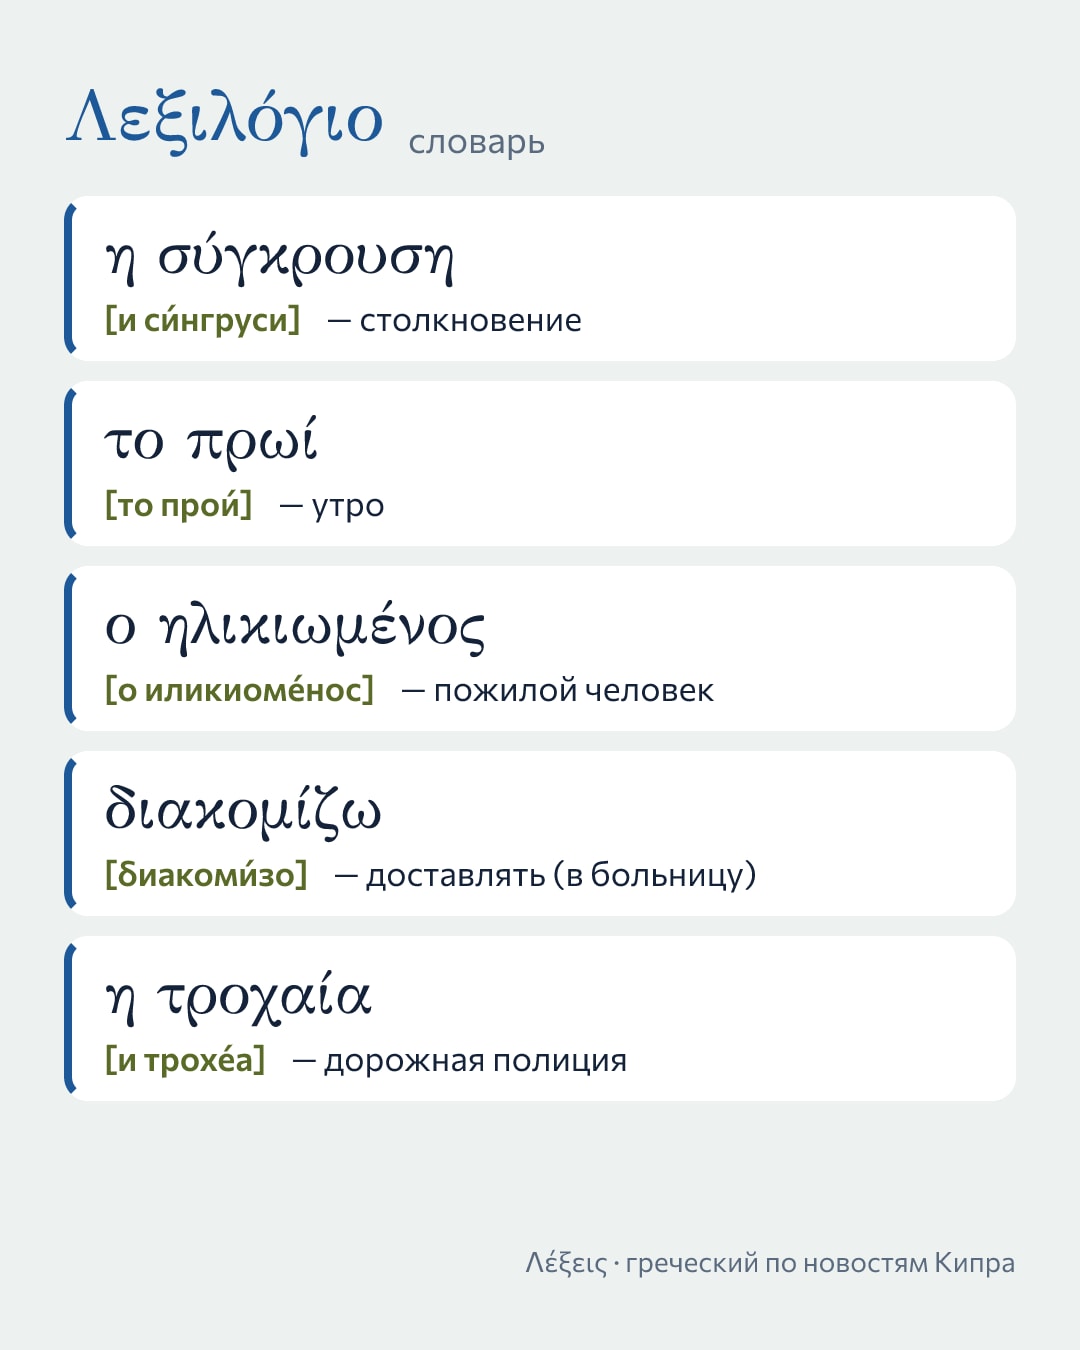 Λεξιλόγιο словарь
η σύγκρουση
[и си́нгруси] — столкновение
το πρωί
[то прои́] — утро
ο ηλικιωμένος
[о иликиоме́нос] — пожилой человек
διακομίζω
[биакоми́зо] — доставлять (в больницу)
η τροχαία
[и трохе́а] — дорожная полиция
Λέξεις · греческий по новостям Кипра